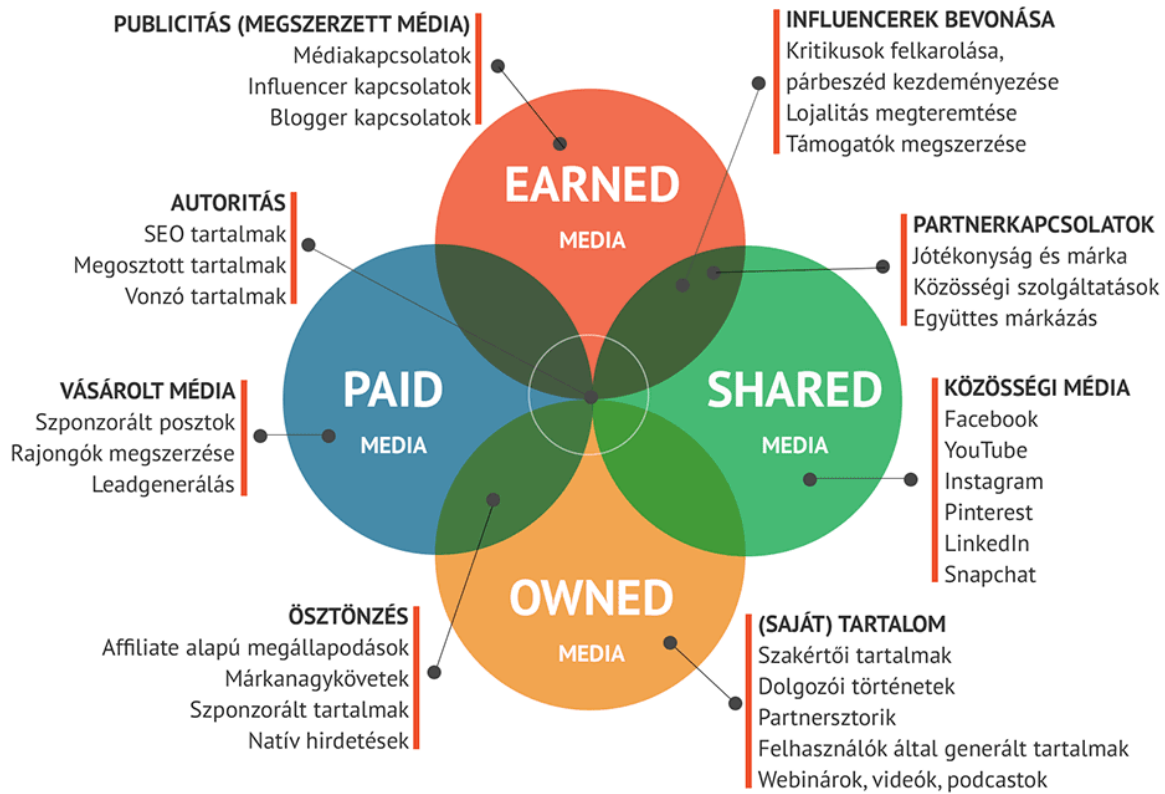 PUBLICITÁS (MEGSZERZETT MÉDIA)
Médiakapcsolatok
Influencer kapcsolatok
Blogger kapcsolatok
INFLUENCEREK BEVONÁSA
Kritikusok felkarolása,
párbeszéd kezdeményezése
Lojalitás megteremtése
Támogatók megszerzése
EARNED
MEDIA
AUTORITÁS
SEO tartalmak
Megosztott tartalmak
Vonzó tartalmak
PARTNERKAPCSOLATOK
Jótékonyság és márka
Közösségi szolgáltatások
Együttes márkázás
VÁSÁROLT MÉDIA
Szponzorált posztok
Rajongók megszerzése
Leadgenerálás
PAID
MEDIA
SHARED
MEDIA
KÖZÖSSÉGI MÉDIA
Facebook
YouTube
Instagram
Pinterest
LinkedIn
Snapchat
OWNED
MEDIA
ÖSZTÖNZÉS
Affiliate alapú megállapodások
Márkanagykövetek
Szponzorált tartalmak
Natív hirdetések
(SAJÁT) TARTALOM
Szakértői tartalmak
Dolgozói történetek
Partnersztorik
Felhasználók által generált tartalmak
Webinárok, videók, podcastok